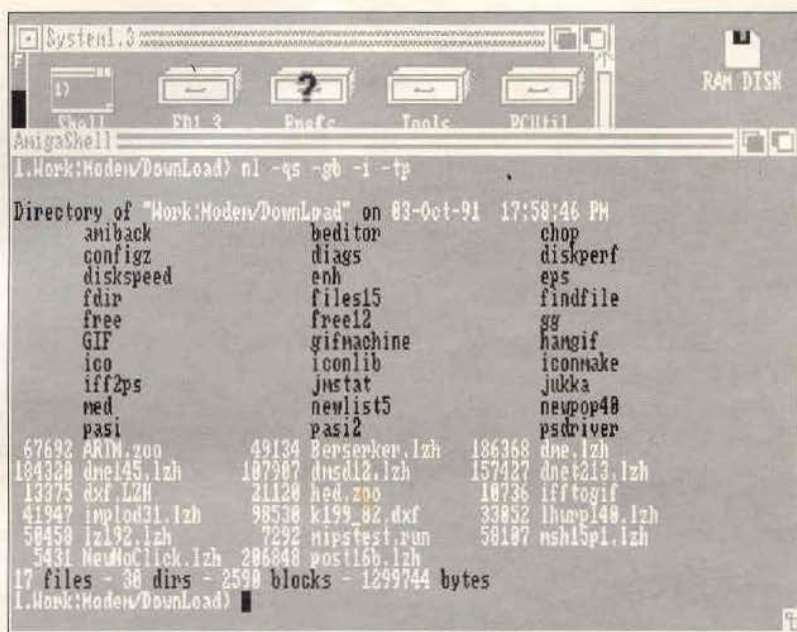 System1.3
RAM DISK
Shell FD1.3 Prefs Tools PCUtil
AmigaShell
1.Work:Modem/DownLoad> nl -qs -gb -i -tp
Directory of "Work:Modem/DownLoad" on 03-Oct-91 17:58:46 PM
amiback beditor chop
configz diags diskperf
diskspeed enh eps
fdir files15 findfile
free free12 gg
GIF gifmachine hamgif
ico iconlib iconmake
iff2ps jmstat jukka
med newlist5 newpop40
pasi pasi2 psdriver
67692 ARTM.zoo 49134 Berserker.lzh 186368 dme.lzh
184320 dme145.lzh 107907 dmsd12.lzh 157427 dnet213.lzh
13375 dxf.LZH 21120 hed.zoo 10736 ifftogif
41947 implod31.lzh 98530 k199_02.dxf 33052 lhwrp140.lzh
50458 lz192.lzh 7292 mipstest.run 58107 msh15p1.lzh
5431 NewNoClick.lzh 206848 post16b.lzh
17 files - 30 dirs - 2590 blocks - 1299744 bytes
1.Work:Modem/DownLoad>